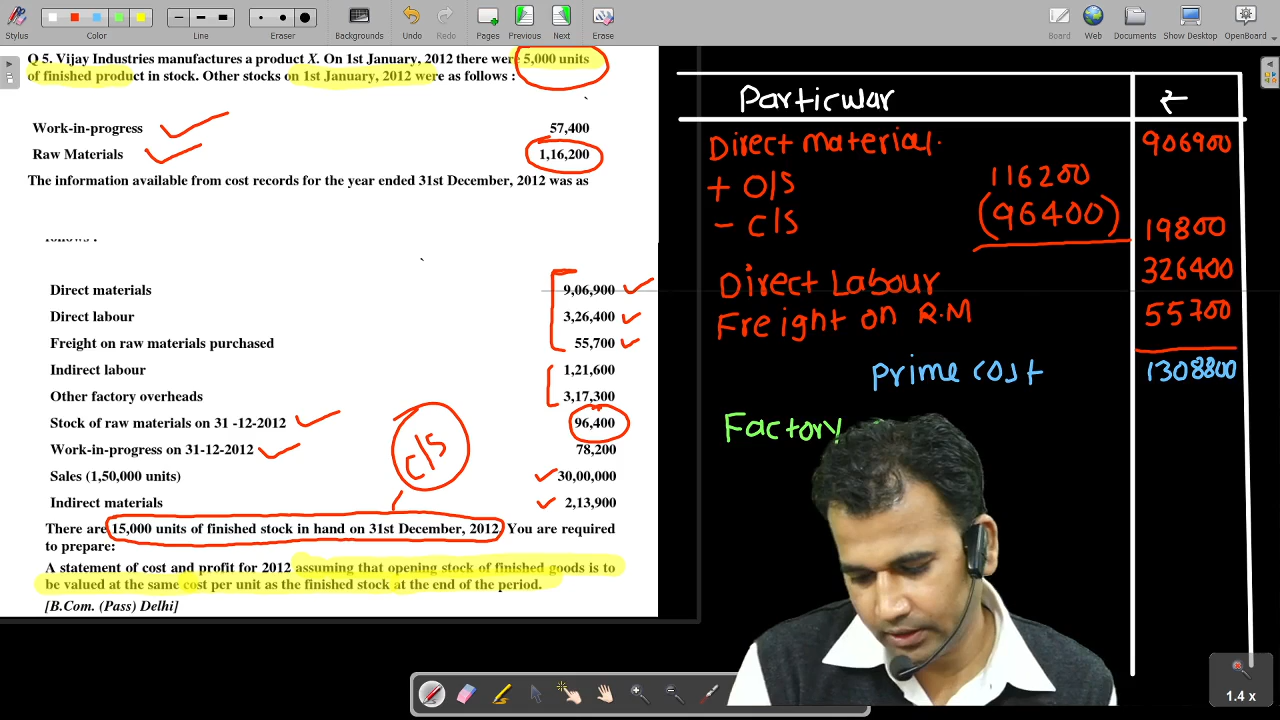 Stylus
Color
Line
Eraser
Backgrounds
Undo
Redo
Pages
Previous
Next
Erase
Board
Web
Documents
Show Desktop
OpenBoard
Q 5. Vijay Industries manufactures a product X. On 1st January, 2012 there were 5,000 units
of finished product in stock. Other stocks on 1st January, 2012 were as follows :
Work-in-progress 57,400
Raw Materials 1,16,200
The information available from cost records for the year ended 31st December, 2012 was as
follows :
Direct materials 9,06,900
Direct labour 3,26,400
Freight on raw materials purchased 55,700
Indirect labour 1,21,600
Other factory overheads 3,17,300
Stock of raw materials on 31 -12-2012 96,400
Work-in-progress on 31-12-2012 78,200
Sales (1,50,000 units) 30,00,000
Indirect materials 2,13,900
C/S
There are 15,000 units of finished stock in hand on 31st December, 2012. You are required
to prepare:
A statement of cost and profit for 2012 assuming that opening stock of finished goods is to
be valued at the same cost per unit as the finished stock at the end of the period.
[B.Com. (Pass) Delhi]
Particular ₹
Direct material. 906900
+ O/S 116200
- C/S (96400) 19800
Direct Labour 326400
Freight on R.M 55700
Prime cost 1308800
Factory
1.4 x